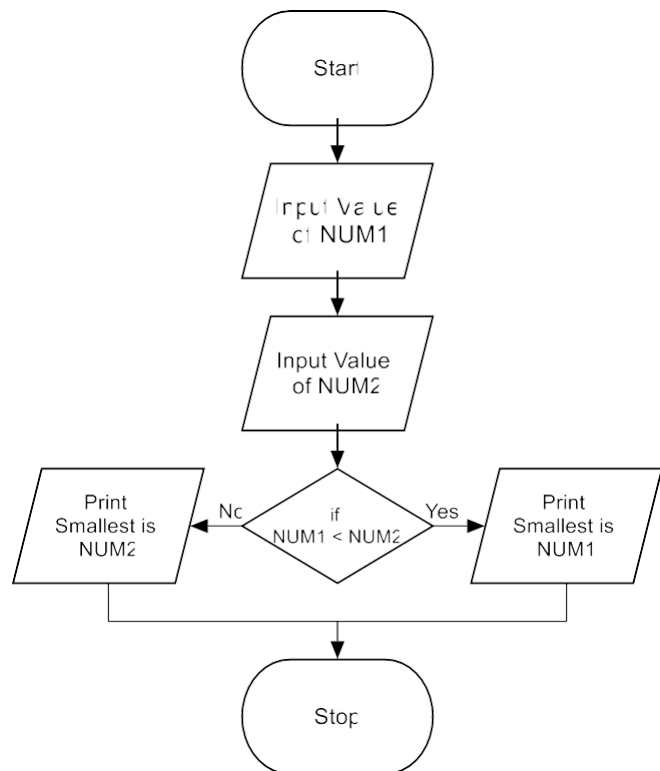 Start
Input Value
of NUM1
Input Value
of NUM2
if
NUM1 < NUM2
No
Yes
Print
Smallest is
NUM2
Print
Smallest is
NUM1
Stop